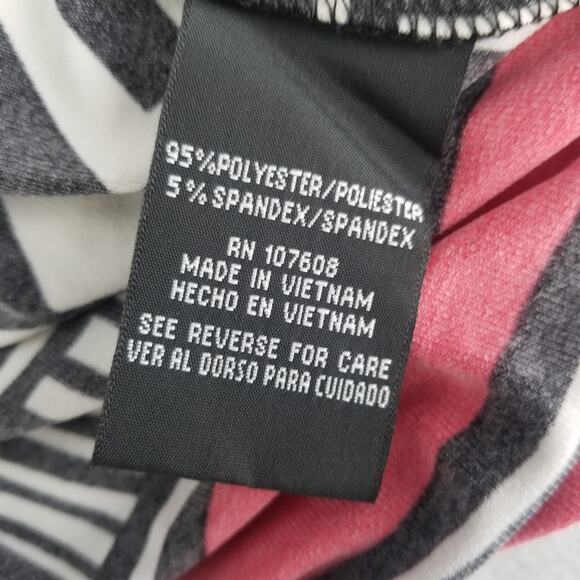 95%POLYESTER/POLIESTER
5%SPANDEX/SPANDEX
RN 107608
MADE IN VIETNAM
HECHO EN VIETNAM
SEE REVERSE FOR CARE
VER AL DORSO PARA CUIDADO